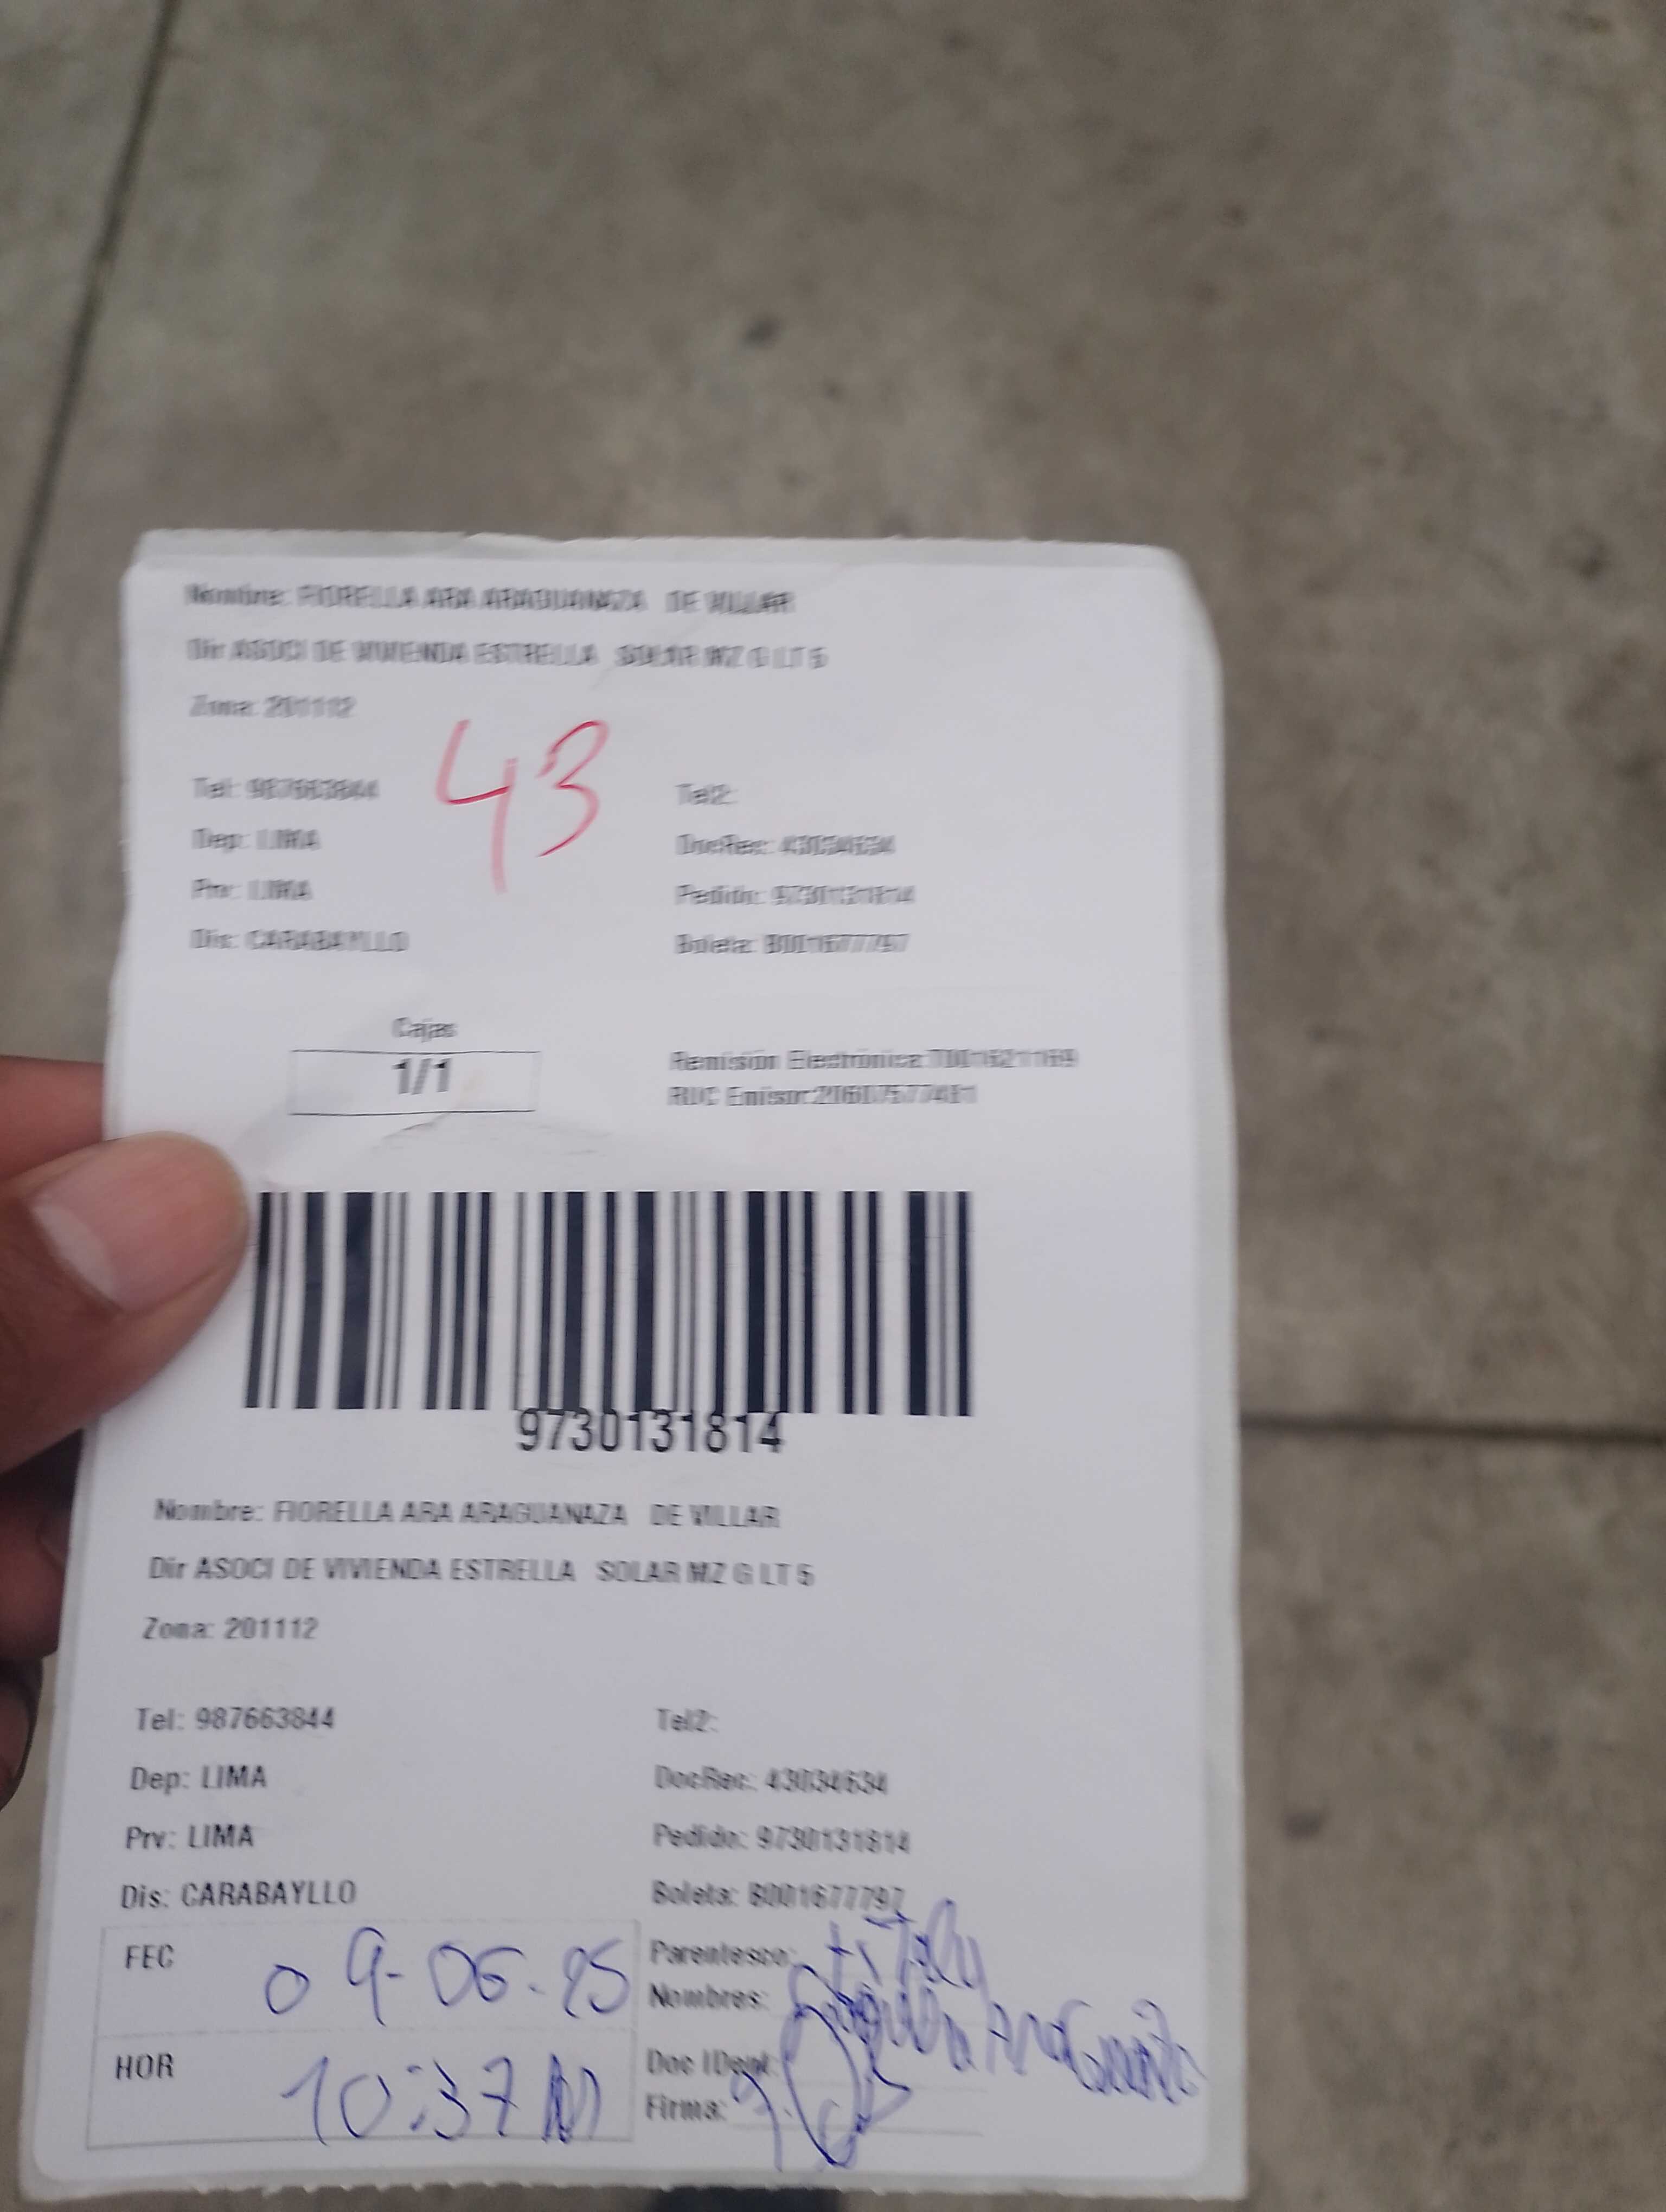 Nombre: FIORELLA ARA ARAGUANAZA DE VILLAR
Dir ASOCI DE VIVIENDA ESTRELLA SOLAR MZ G LT 5
Zona: 201112
43
Tel: 987663844 Tel2:
Dep: LIMA DocRec: 43034634
Prv: LIMA Pedido: 9730131814
Dis: CARABAYLLO Boleta: B001677797
Cajas
1/1
Remisión Electrónica:T001621169
RUC Emisor:20607577481
9730131814
Nombre: FIORELLA ARA ARAGUANAZA DE VILLAR
Dir ASOCI DE VIVIENDA ESTRELLA SOLAR MZ G LT 5
Zona: 201112
Tel: 987663844 Tel2:
Dep: LIMA DocRec: 43034634
Prv: LIMA Pedido: 9730131814
Dis: CARABAYLLO Boleta: B001677797
FEC 09-06-25
Parentesco:
Nombres:
HOR 10:37
Doc IDent:
Firma: